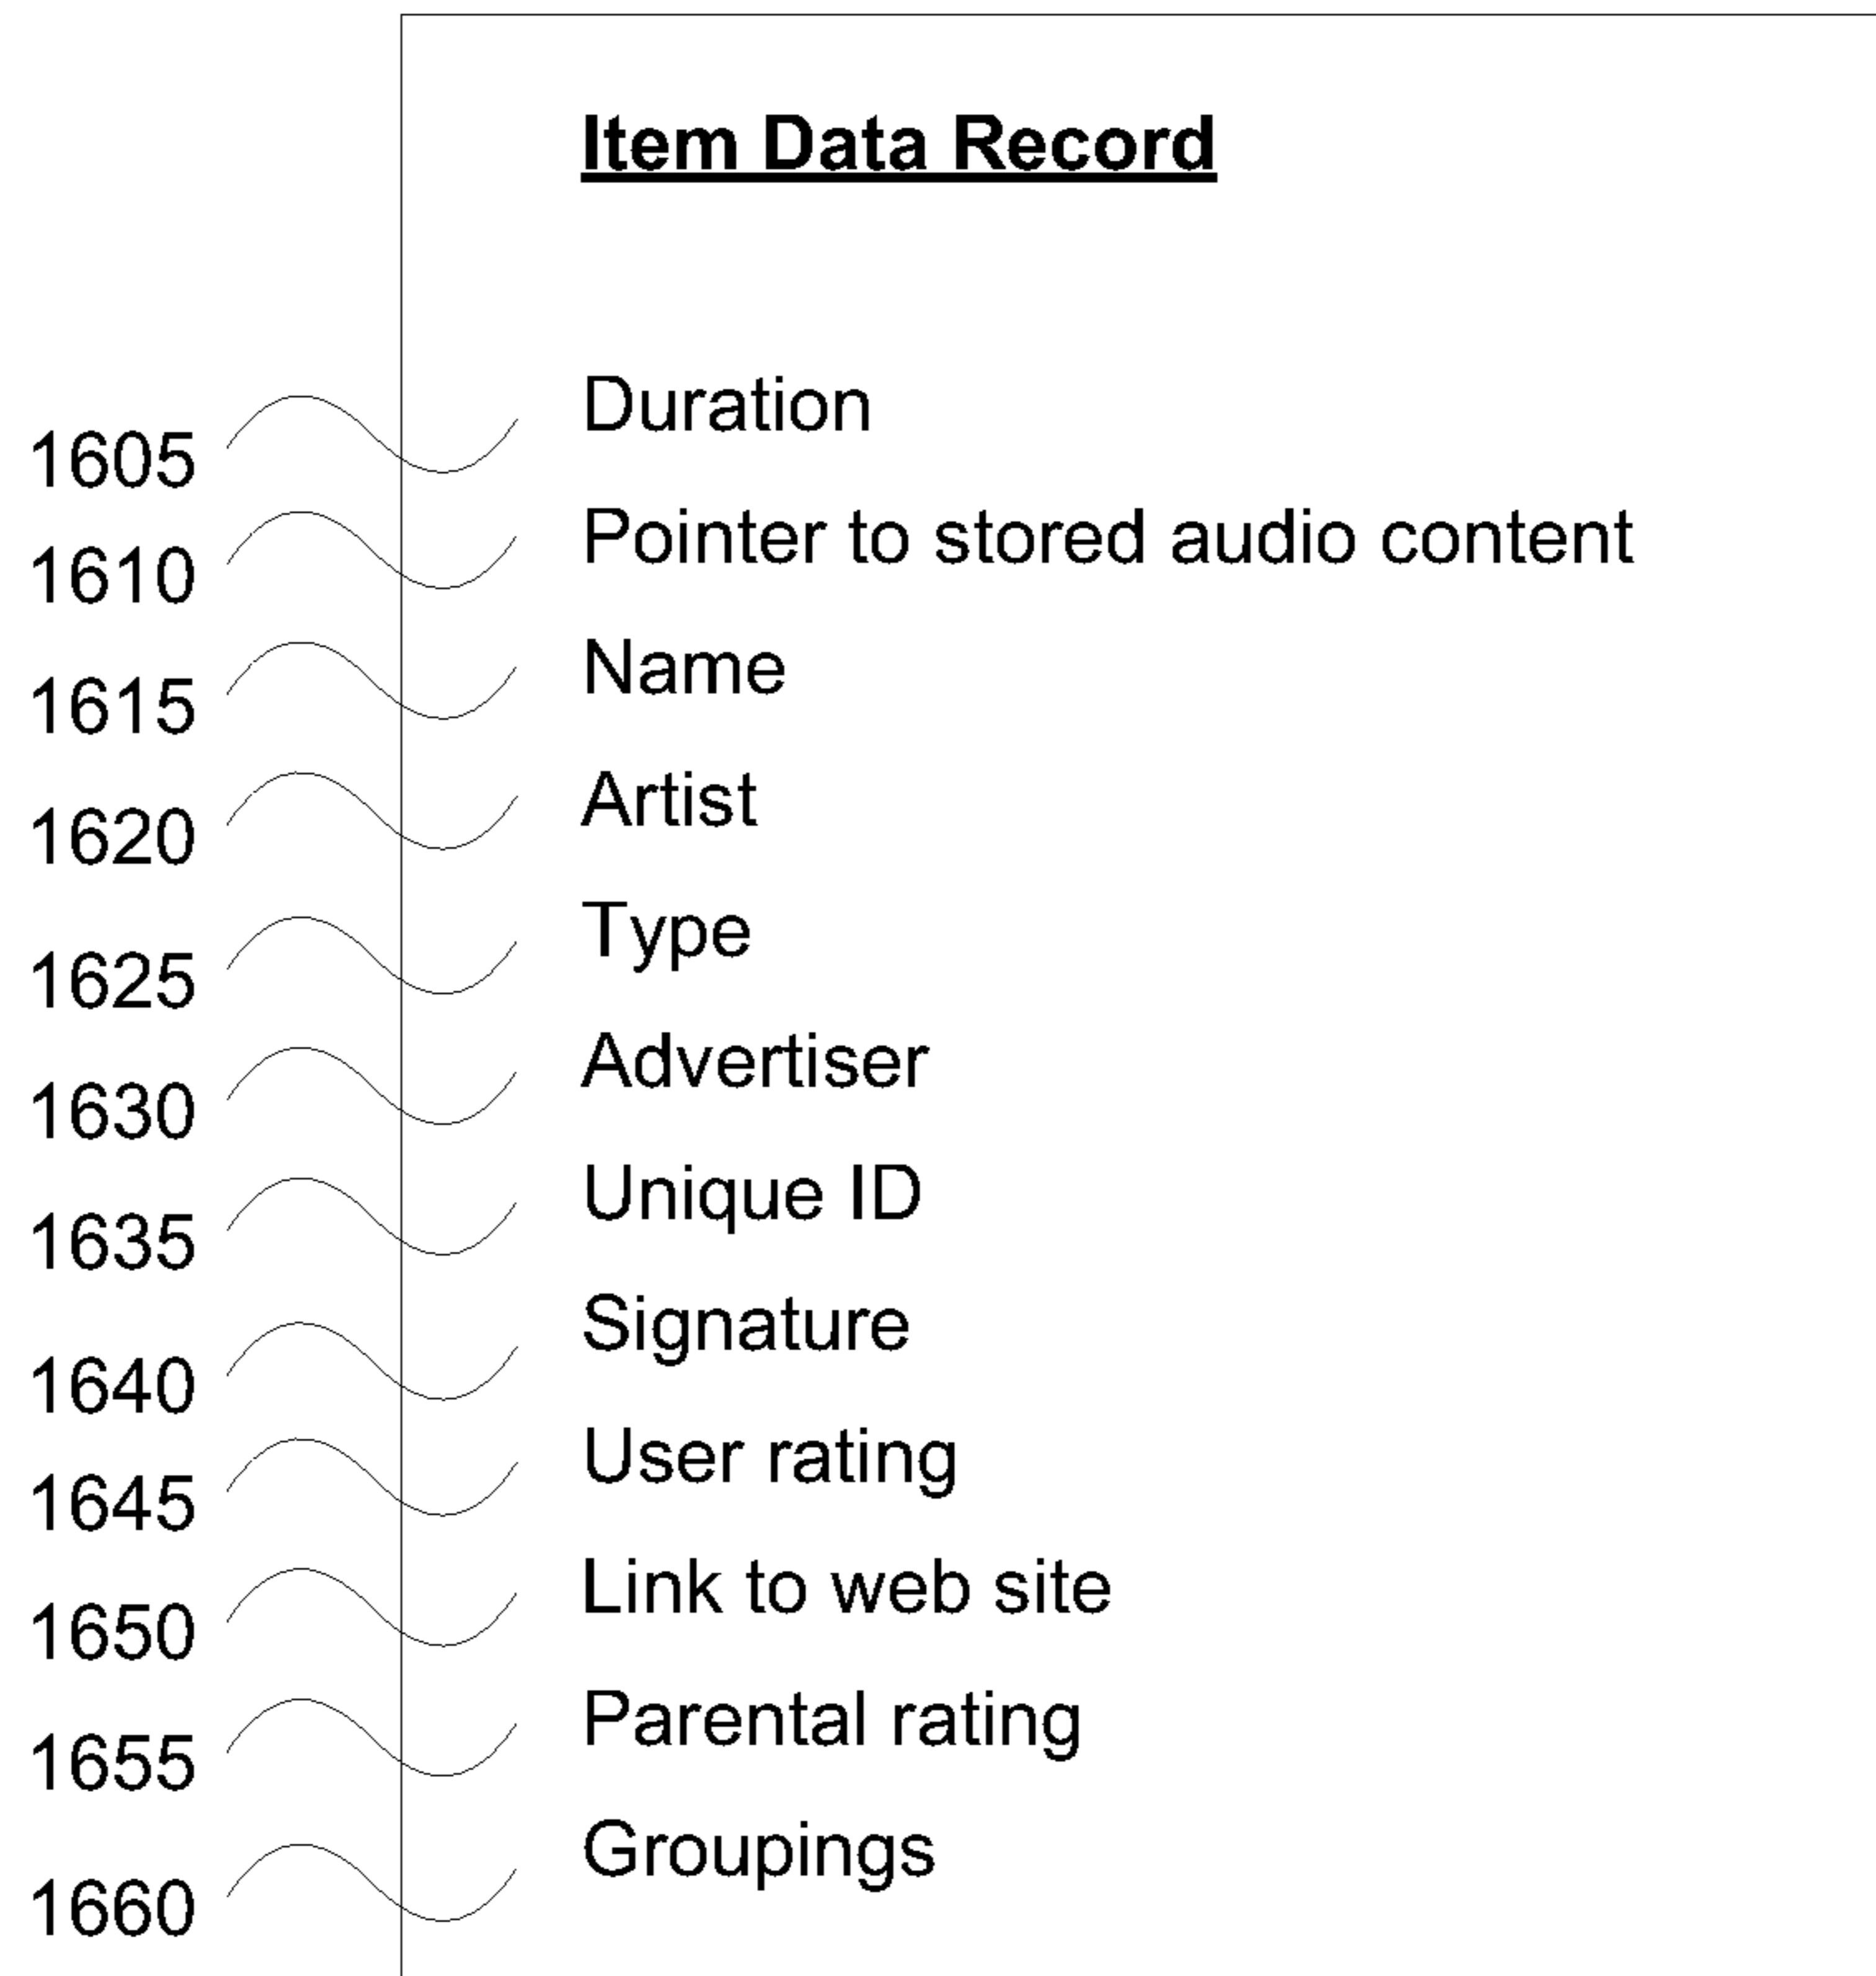 Item Data Record
1605 Duration
1610 Pointer to stored audio content
1615 Name
1620 Artist
1625 Type
1630 Advertiser
1635 Unique ID
1640 Signature
1645 User rating
1650 Link to web site
1655 Parental rating
1660 Groupings